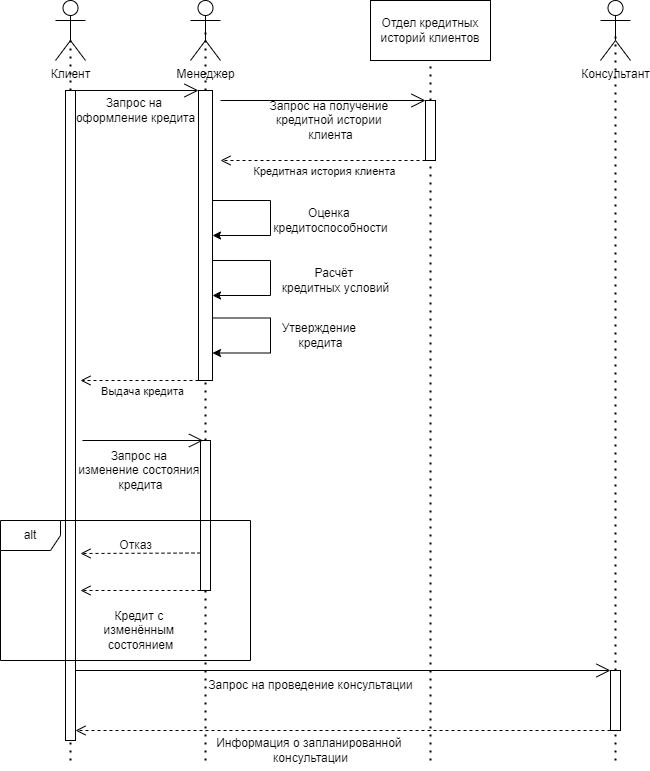 Отдел кредитных
историй клиентов
Клиент
Менеджер
Консультант
Запрос на
оформление кредита
Запрос на получение
кредитной истории
клиента
Кредитная история клиента
Оценка
кредитоспособности
Расчёт
кредитных условий
Утверждение
кредита
Выдача кредита
Запрос на
изменение состояния
кредита
alt
Отказ
Кредит с
изменённым
состоянием
Запрос на проведение консультации
Информация о запланированной
консультации